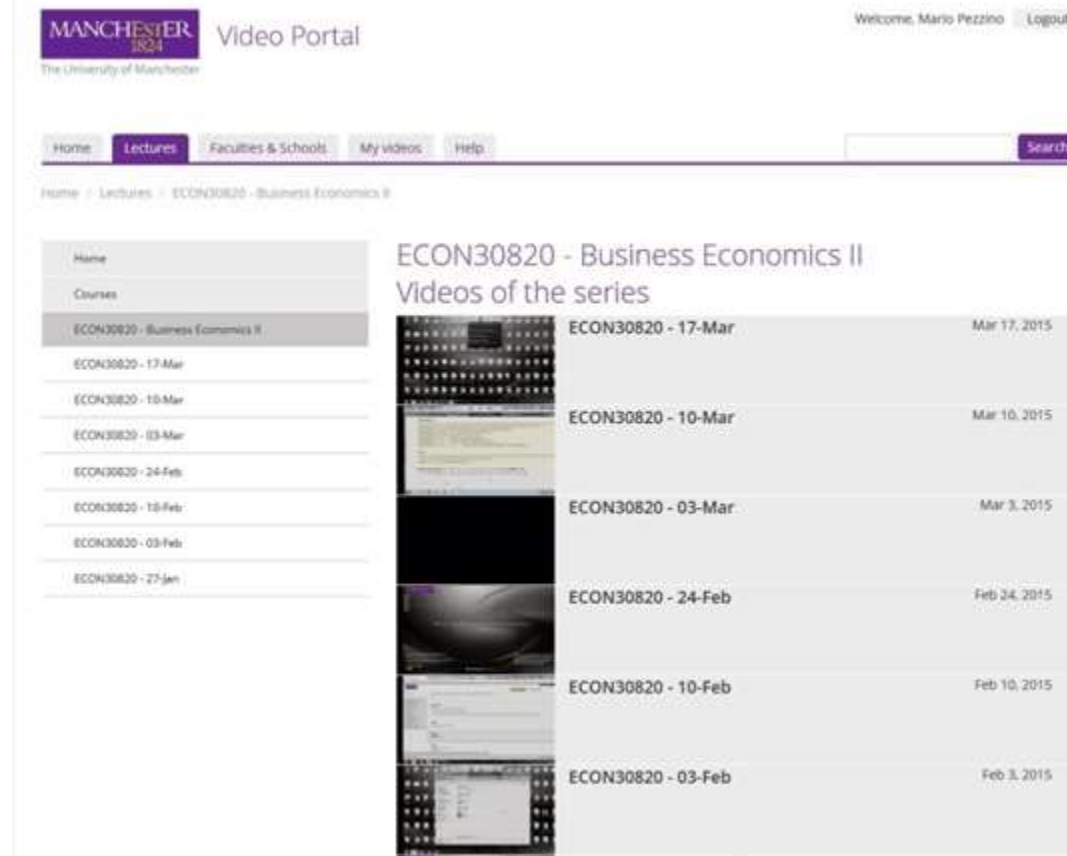 MANCHESTER
1824
The University of Manchester
Video Portal
Welcome, Mario Pezzino Logout
Home Lectures Faculties & Schools My videos Help
Search
Home / Lectures / ECON30820 - Business Economics II
Home
Courses
ECON30820 - Business Economics II
ECON30820 - 17-Mar
ECON30820 - 10-Mar
ECON30820 - 03-Mar
ECON30820 - 24-Feb
ECON30820 - 10-Feb
ECON30820 - 03-Feb
ECON30820 - 27-Jan
ECON30820 - Business Economics II
Videos of the series
ECON30820 - 17-Mar Mar 17, 2015
ECON30820 - 10-Mar Mar 10, 2015
ECON30820 - 03-Mar Mar 3, 2015
ECON30820 - 24-Feb Feb 24, 2015
ECON30820 - 10-Feb Feb 10, 2015
ECON30820 - 03-Feb Feb 3, 2015